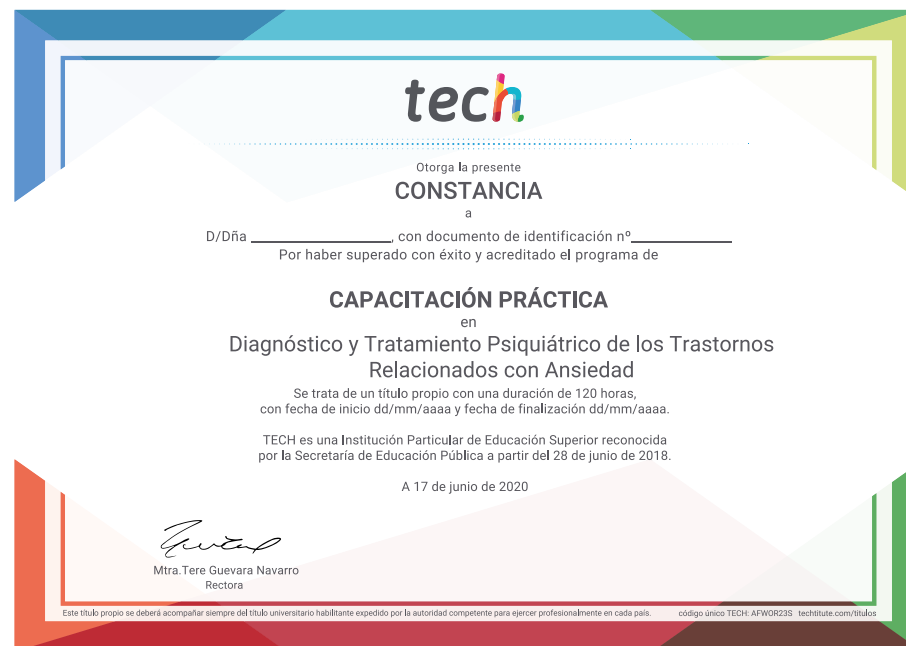 tech
Otorga la presente
CONSTANCIA
a
D/Dña ____________________, con documento de identificación nº______________
Por haber superado con éxito y acreditado el programa de
CAPACITACIÓN PRÁCTICA
en
Diagnóstico y Tratamiento Psiquiátrico de los Trastornos
Relacionados con Ansiedad
Se trata de un título propio con una duración de 120 horas,
con fecha de inicio dd/mm/aaaa y fecha de finalización dd/mm/aaaa.
TECH es una Institución Particular de Educación Superior reconocida
por la Secretaría de Educación Pública a partir del 28 de junio de 2018.
A 17 de junio de 2020
Mtra.Tere Guevara Navarro
Rectora
Este título propio se deberá acompañar siempre del título universitario habilitante expedido por la autoridad competente para ejercer profesionalmente en cada país. código único TECH: AFWOR23S techtitute.com/titulos